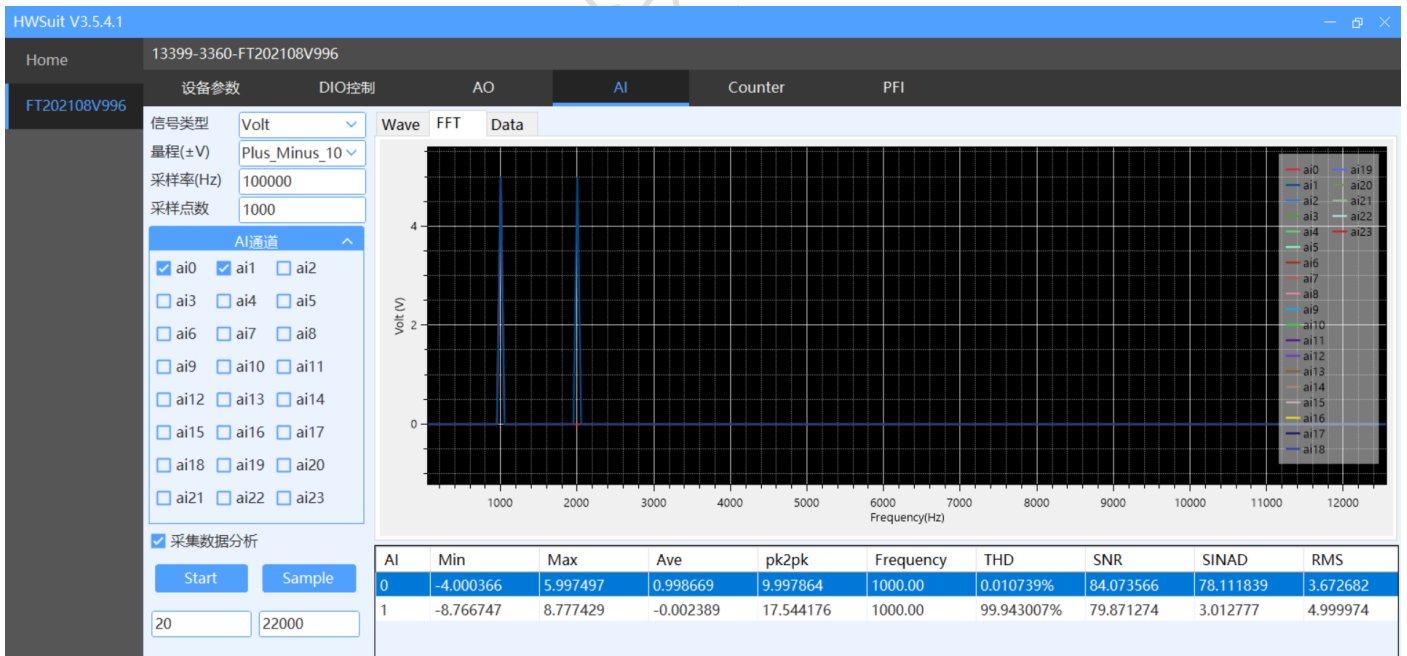 HWSuit V3.5.4.1
Home
FT202108V996
13399-3360-FT202108V996
设备参数 DIO控制 AO AI Counter PFI
信号类型 Volt
量程(±V) Plus_Minus_10
采样率(Hz) 100000
采样点数 1000
AI通道
ai0 ai1 ai2
ai3 ai4 ai5
ai6 ai7 ai8
ai9 ai10 ai11
ai12 ai13 ai14
ai15 ai16 ai17
ai18 ai19 ai20
ai21 ai22 ai23
采集数据分析
Start Sample
20 22000
Wave FFT Data
Volt (V)
4
2
0
1000 2000 3000 4000 5000 6000 7000 8000 9000 10000 11000 12000
Frequency(Hz)
ai0 ai19
ai1 ai20
ai2 ai21
ai3 ai22
ai4 ai23
ai5
ai6
ai7
ai8
ai9
ai10
ai11
ai12
ai13
ai14
ai15
ai16
ai17
ai18
AI Min Max Ave pk2pk Frequency THD SNR SINAD RMS
0 -4.000366 5.997497 0.998669 9.997864 1000.00 0.010739% 84.073566 78.111839 3.672682
1 -8.766747 8.777429 -0.002389 17.544176 1000.00 99.943007% 79.871274 3.012777 4.999974